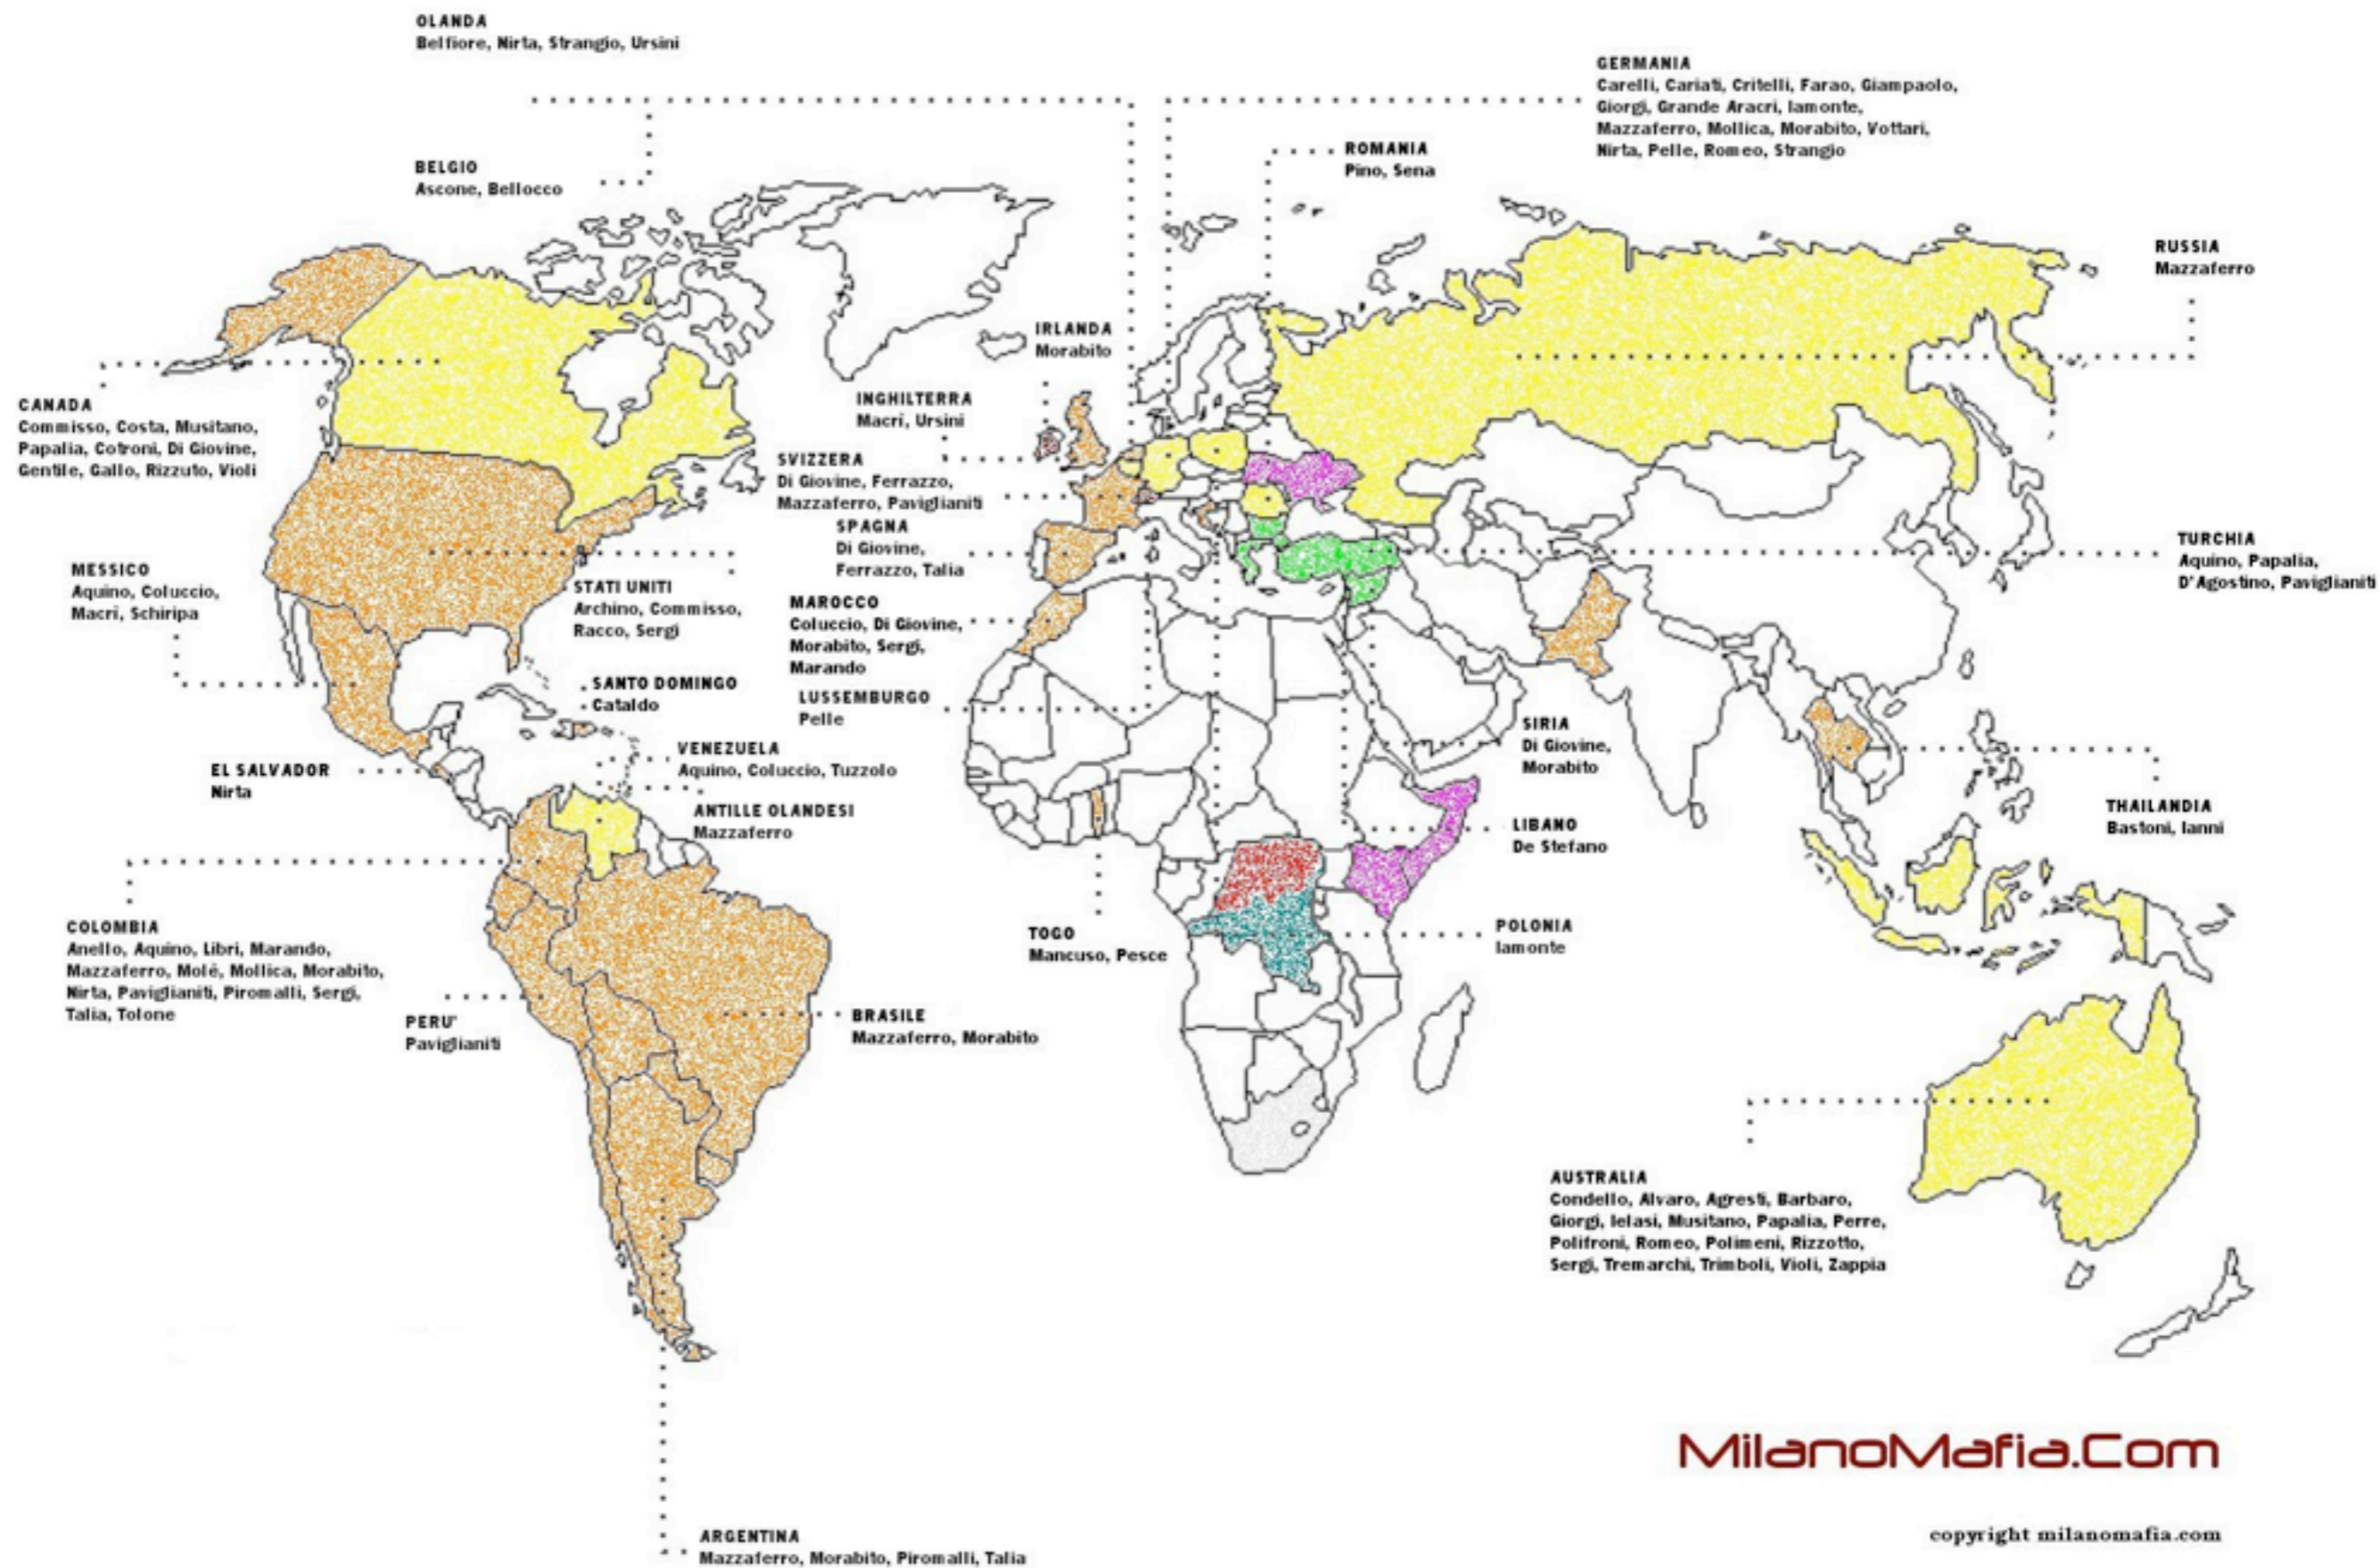 OLANDA
Belfiore, Nirta, Strangio, Ursini
GERMANIA
Carelli, Cariati, Critelli, Farao, Giampaolo,
Giorgi, Grande Aracri, Iamonte,
Mazzaferro, Mollica, Morabito, Vottari,
Nirta, Pelle, Romeo, Strangio
BELGIO
Ascone, Bellocco
ROMANIA
Pino, Sena
RUSSIA
Mazzaferro
IRLANDA
Morabito
CANADA
Commisso, Costa, Musitano,
Papalia, Cotroni, Di Giovine,
Gentile, Gallo, Rizzuto, Violi
INGHILTERRA
Macrí, Ursini
SVIZZERA
Di Giovine, Ferrazzo,
Mazzaferro, Paviglianiti
SPAGNA
Di Giovine,
Ferrazzo, Talia
TURCHIA
Aquino, Papalia,
D'Agostino, Paviglianiti
MESSICO
Aquino, Coluccio,
Macrí, Schiripa
STATI UNITI
Archino, Commisso,
Racco, Sergi
MAROCCO
Coluccio, Di Giovine,
Morabito, Sergi,
Marando
SANTO DOMINGO
Cataldo
LUSSEMBURGO
Pelle
SIRIA
Di Giovine,
Morabito
VENEZUELA
Aquino, Coluccio, Tuzzolo
EL SALVADOR
Nirta
ANTILLE OLANDESI
Mazzaferro
THAILANDIA
Bastoni, Ianni
LIBANO
De Stefano
COLOMBIA
Anello, Aquino, Libri, Marando,
Mazzaferro, Molé, Mollica, Morabito,
Nirta, Paviglianiti, Piromalli, Sergi,
Talia, Tolone
TOGO
Mancuso, Pesce
POLONIA
Iamonte
PERU'
Paviglianiti
BRASILE
Mazzaferro, Morabito
AUSTRALIA
Condello, Alvaro, Agresti, Barbaro,
Giorgi, Ielasi, Musitano, Papalia, Perre,
Polifroni, Romeo, Polimeni, Rizzotto,
Sergi, Tremarchi, Trimboli, Violi, Zappia
MilanoMafia.Com
copyright milanomafia.com
ARGENTINA
Mazzaferro, Morabito, Piromalli, Talia